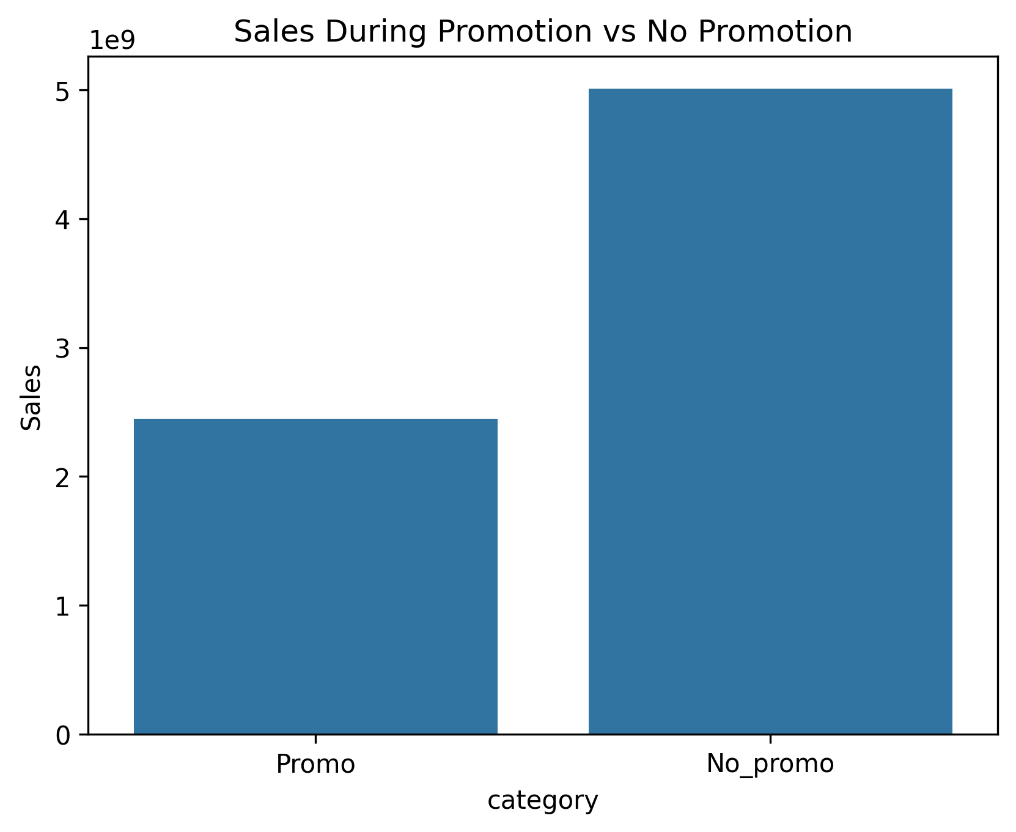 Sales During Promotion vs No Promotion
1e9
5
4
3
2
1
0
Sales
Promo No_promo
category